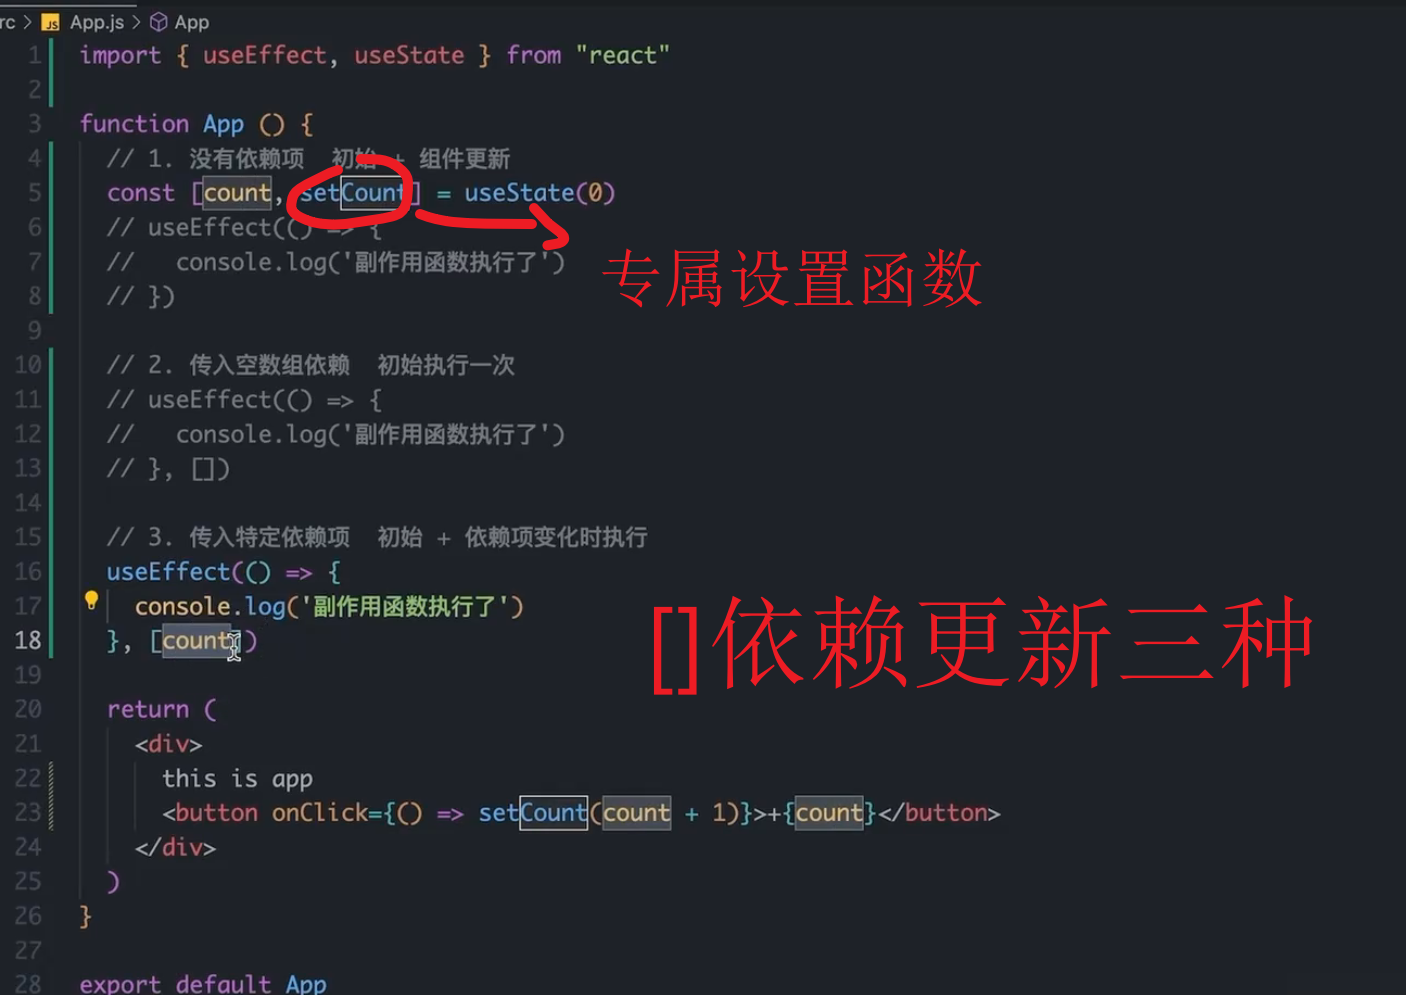 rc > JS App.js > App
1 import { useEffect, useState } from "react"
2
3 function App () {
4 // 1. 没有依赖项 初始 + 组件更新
5 const [count, setCount] = useState(0)
6 // useEffect(() => {
7 // console.log('副作用函数执行了')
专属设置函数
8 // })
9
10 // 2. 传入空数组依赖 初始执行一次
11 // useEffect(() => {
12 // console.log('副作用函数执行了')
13 // }, [])
14
15 // 3. 传入特定依赖项 初始 + 依赖项变化时执行
16 useEffect(() => {
17 console.log('副作用函数执行了')
18 }, [count])
[]依赖更新三种
19
20 return (
21 <div>
22 this is app
23 <button onClick={() => setCount(count + 1)}>+{count}</button>
24 </div>
25 )
26 }
27
28 export default App